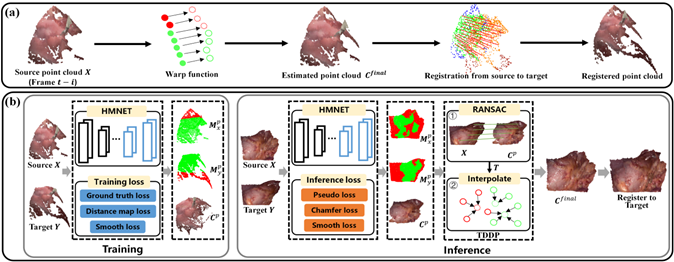 (a)
Source point cloud X
(Frame t − i)
Warp function
Estimated point cloud C^final
Registration from source to target
Registered point cloud
(b)
Source X
Target Y
HMNET
Training loss
Ground truth loss
Distance map loss
Smooth loss
M_x^p
M_y^p
C^p
Training
Source X
Target Y
HMNET
Inference loss
Pseudo loss
Chamfer loss
Smooth loss
M_x^p
M_y^p
C^p
RANSAC
①
X
C^p
T
Interpolate
②
TDDP
C^final
Register to
Target
Inference